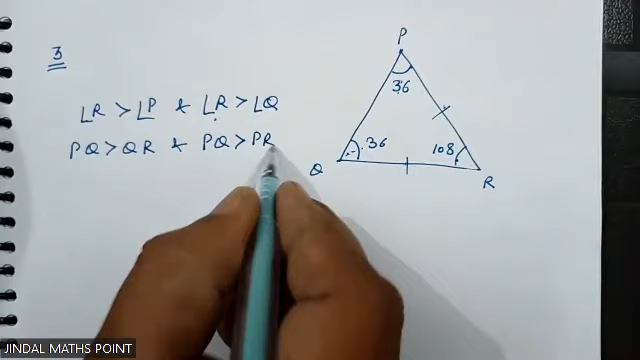 3
P
36
∠R > ∠P & ∠R > ∠Q
PQ > QR & PQ > PR
36
108
Q
R
JINDAL MATHS POINT